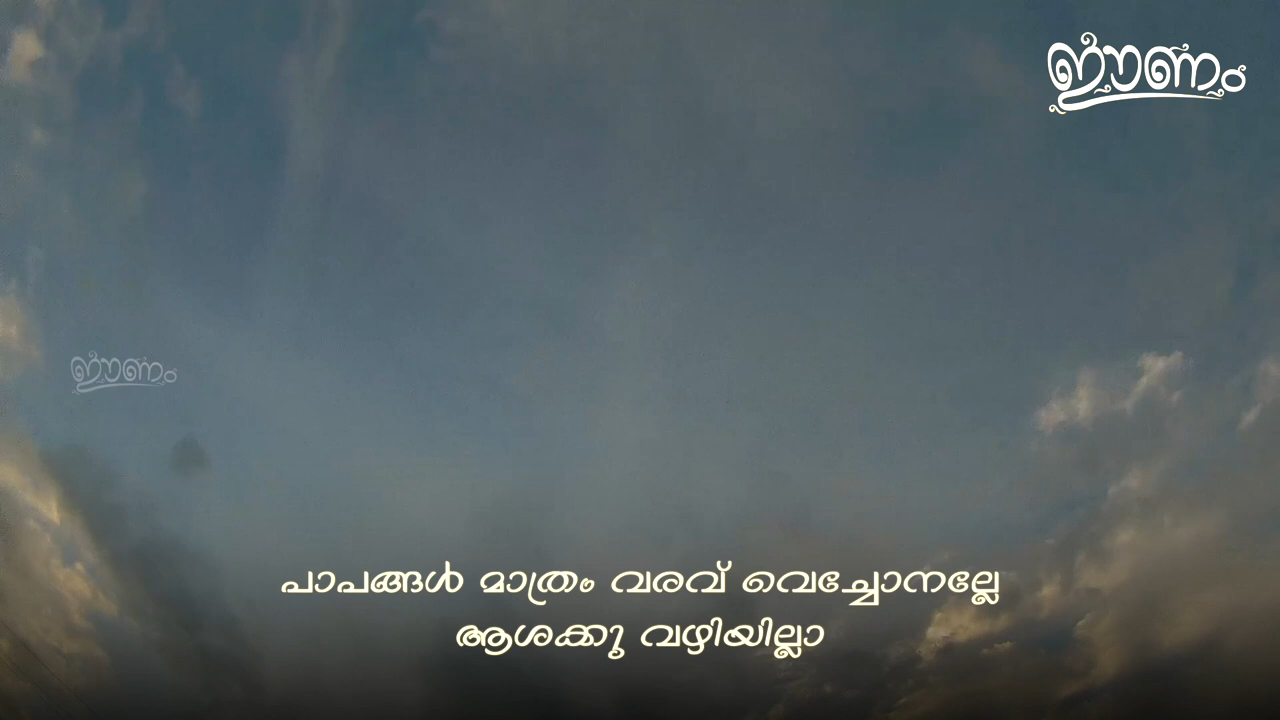 ഈണം
ഈണം
പാപങ്ങൾ മാത്രം വരവ് വെച്ചോനല്ലേ
ആശക്കു വഴിയില്ലാ